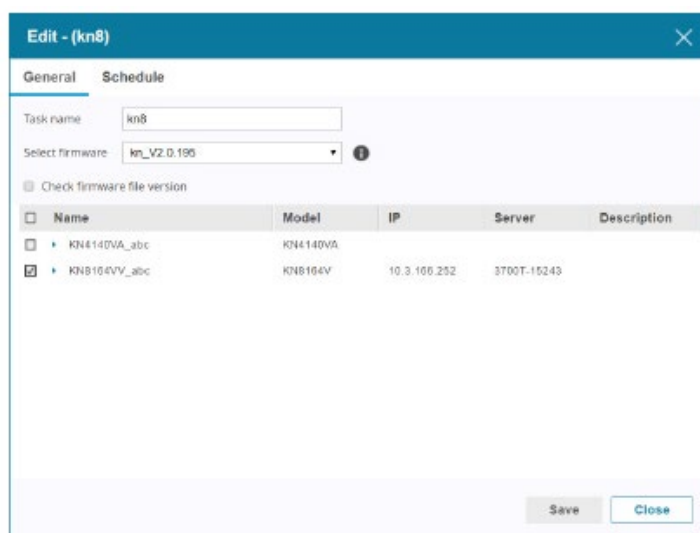 Edit - (kn8)
General Schedule
Task name kn8
Select firmware kn_V2.0.195
Check firmware file version
Name Model IP Server Description
KN4140VA_abc KN4140VA
KN8164VV_abc KN8164V 10.3.166.252 3700T-15243
Save Close